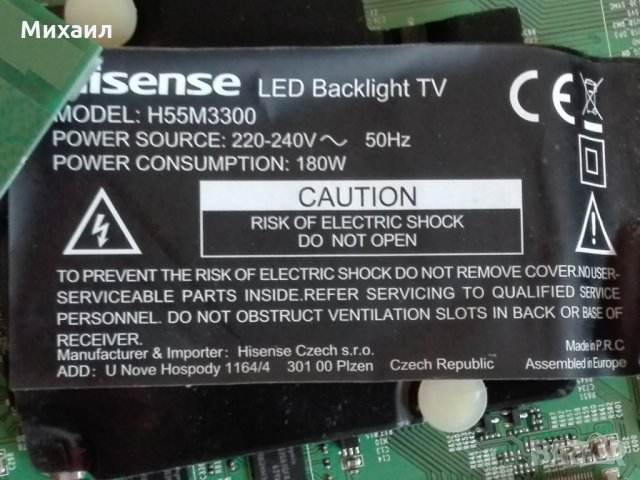 Михаил
Hisense LED Backlight TV
MODEL: H55M3300
POWER SOURCE: 220-240V～ 50Hz
POWER CONSUMPTION: 180W
CE
CAUTION
RISK OF ELECTRIC SHOCK
DO NOT OPEN
TO PREVENT THE RISK OF ELECTRIC SHOCK DO NOT REMOVE COVER.NO USER-
SERVICEABLE PARTS INSIDE.REFER SERVICING TO QUALIFIED SERVICE
PERSONNEL. DO NOT OBSTRUCT VENTILATION SLOTS IN BACK OR BASE OF
RECEIVER.
Manufacturer & Importer: Hisense Czech s.r.o.
ADD: U Nove Hospody 1164/4 301 00 Plzen Czech Republic
Made in P.R.C
Assembled in Europe